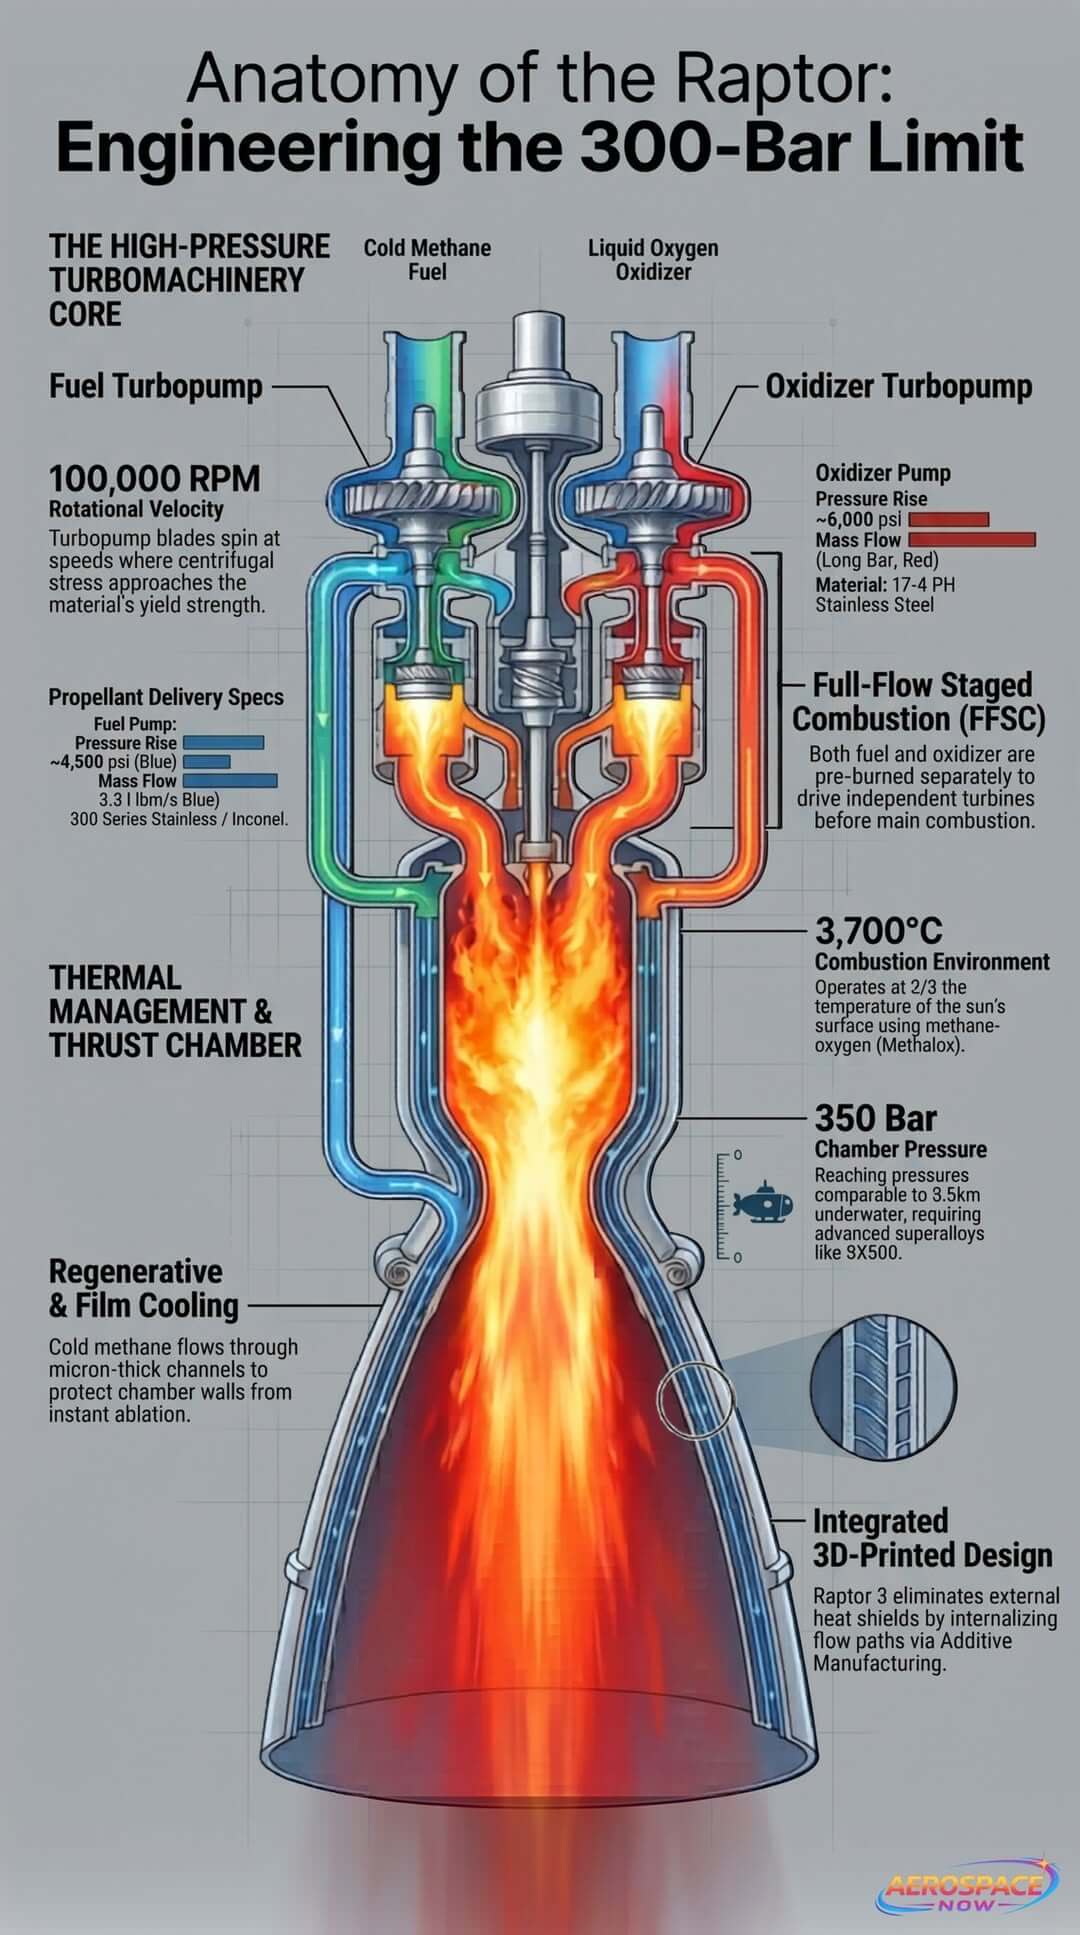 Anatomy of the Raptor:
Engineering the 300-Bar Limit
THE HIGH-PRESSURE
TURBOMACHINERY
CORE
Cold Methane
Fuel
Liquid Oxygen
Oxidizer
Fuel Turbopump
Oxidizer Turbopump
100,000 RPM
Rotational Velocity
Turbopump blades spin at
speeds where centrifugal
stress approaches the
material's yield strength.
Oxidizer Pump
Pressure Rise
~6,000 psi
Mass Flow
(Long Bar, Red)
Material: 17-4 PH
Stainless Steel
Propellant Delivery Specs
Fuel Pump:
Pressure Rise
~4,500 psi (Blue)
Mass Flow
3.3 l lbm/s Blue)
300 Series Stainless / Inconel.
Full-Flow Staged
Combustion (FFSC)
Both fuel and oxidizer are
pre-burned separately to
drive independent turbines
before main combustion.
3,700°C
Combustion Environment
Operates at 2/3 the
temperature of the sun's
surface using methane-
oxygen (Methalox).
THERMAL
MANAGEMENT &
THRUST CHAMBER
350 Bar
Chamber Pressure
Reaching pressures
comparable to 3.5km
underwater, requiring
advanced superalloys
like 9X500.
0
0
Regenerative
& Film Cooling
Cold methane flows through
micron-thick channels to
protect chamber walls from
instant ablation.
Integrated
3D-Printed Design
Raptor 3 eliminates external
heat shields by internalizing
flow paths via Additive
Manufacturing.
AEROSPACE
NOW